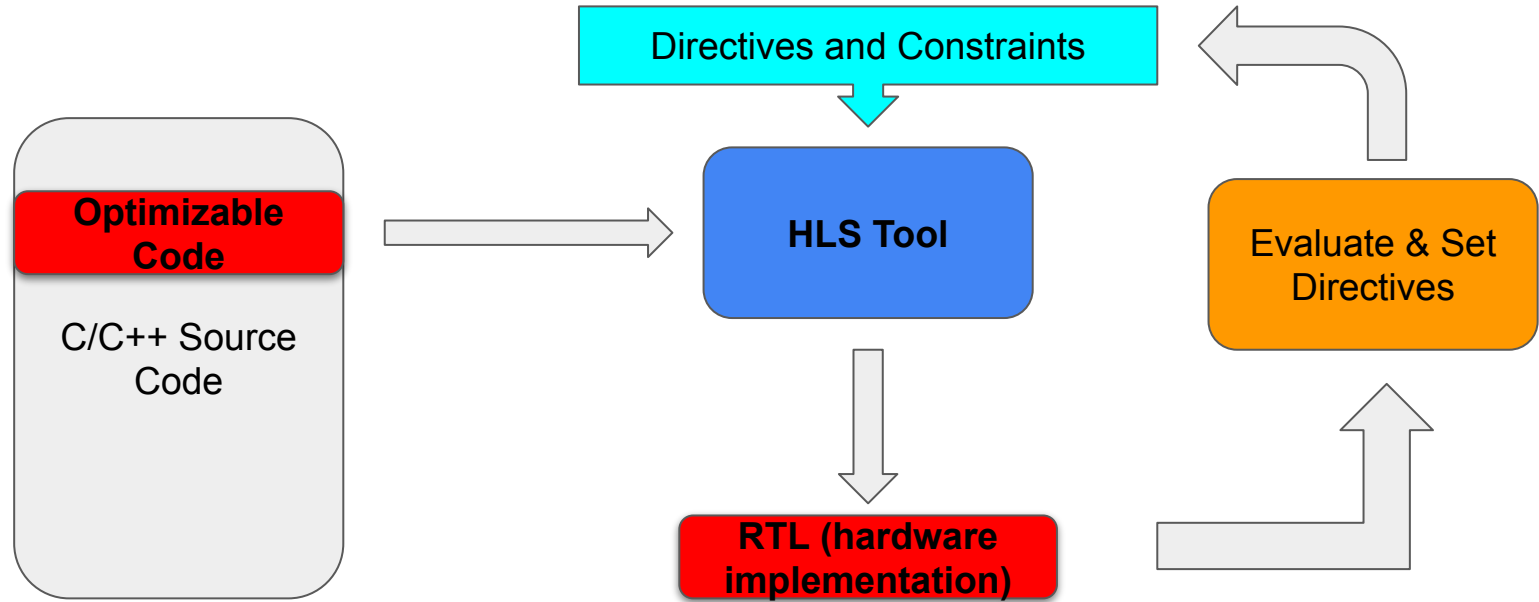 Directives and Constraints
Optimizable
Code
C/C++ Source
Code
HLS Tool
Evaluate & Set
Directives
RTL (hardware
implementation)